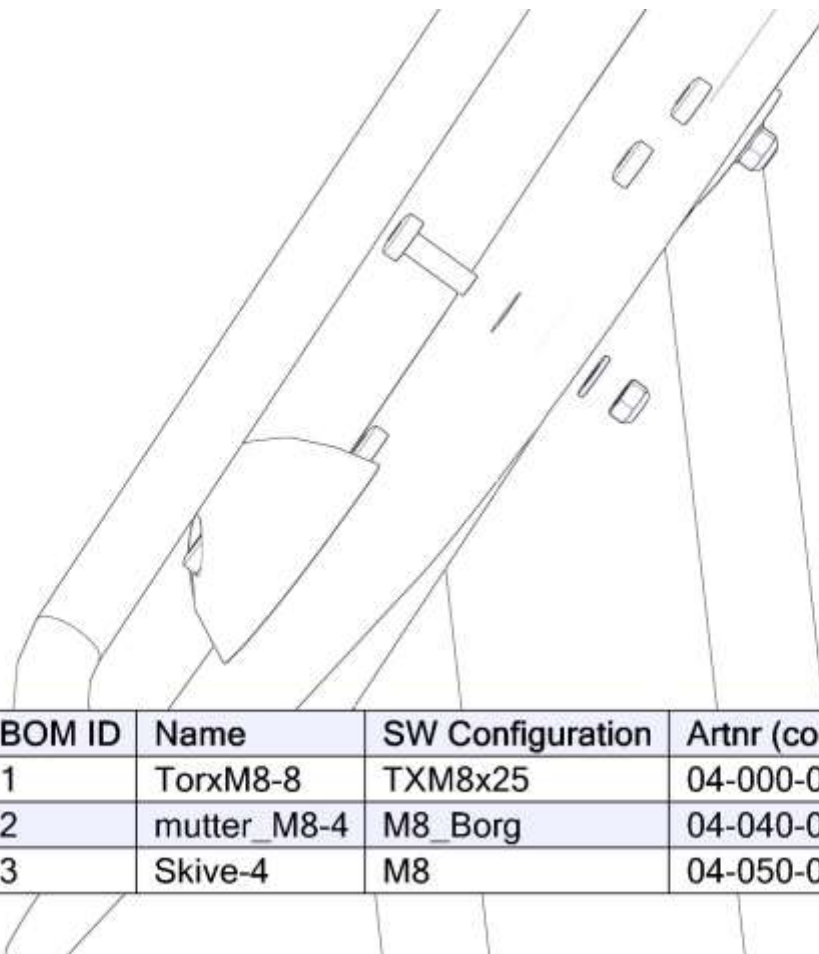 BOM ID Name SW Configuration Artnr (co
1 TorxM8-8 TXM8x25 04-000-0
2 mutter_M8-4 M8_Borg 04-040-0
3 Skive-4 M8 04-050-0